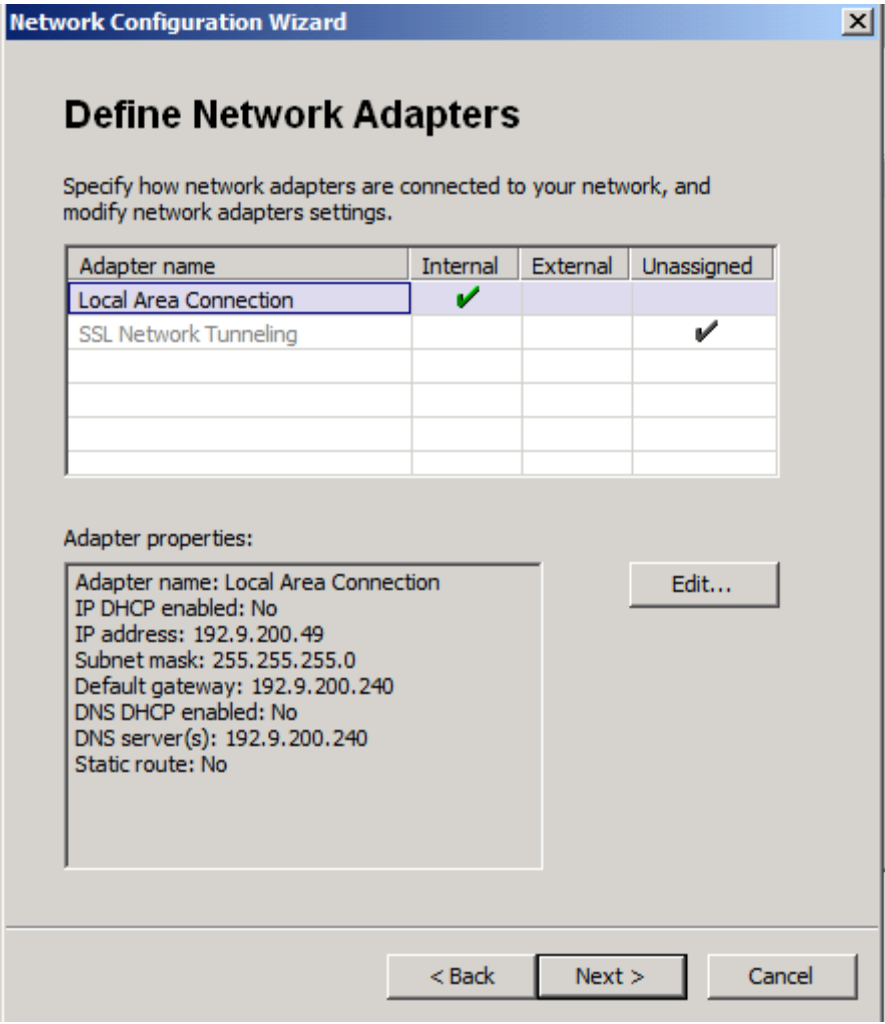 Network Configuration Wizard
Define Network Adapters
Specify how network adapters are connected to your network, and
modify network adapters settings.
Adapter name Internal External Unassigned
Local Area Connection ✔
SSL Network Tunneling ✔
Adapter properties:
Adapter name: Local Area Connection
IP DHCP enabled: No
IP address: 192.9.200.49
Subnet mask: 255.255.255.0
Default gateway: 192.9.200.240
DNS DHCP enabled: No
DNS server(s): 192.9.200.240
Static route: No
Edit...
< Back Next > Cancel